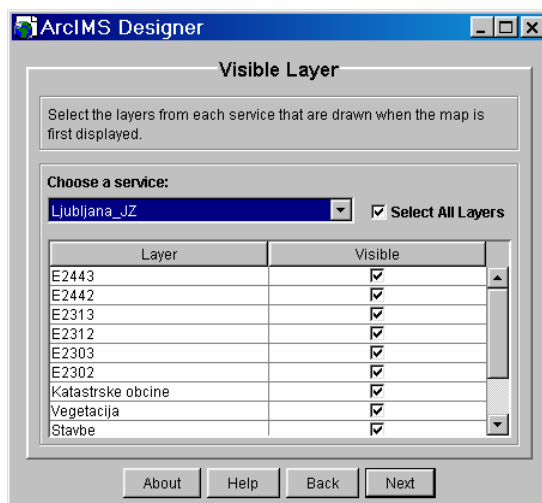 ArcIMS Designer
Visible Layer
Select the layers from each service that are drawn when the map is
first displayed.
Choose a service:
Ljubljana_JZ
Select All Layers
Layer Visible
E2443
E2442
E2313
E2312
E2303
E2302
Katastrske obcine
Vegetacija
Stavbe
About Help Back Next